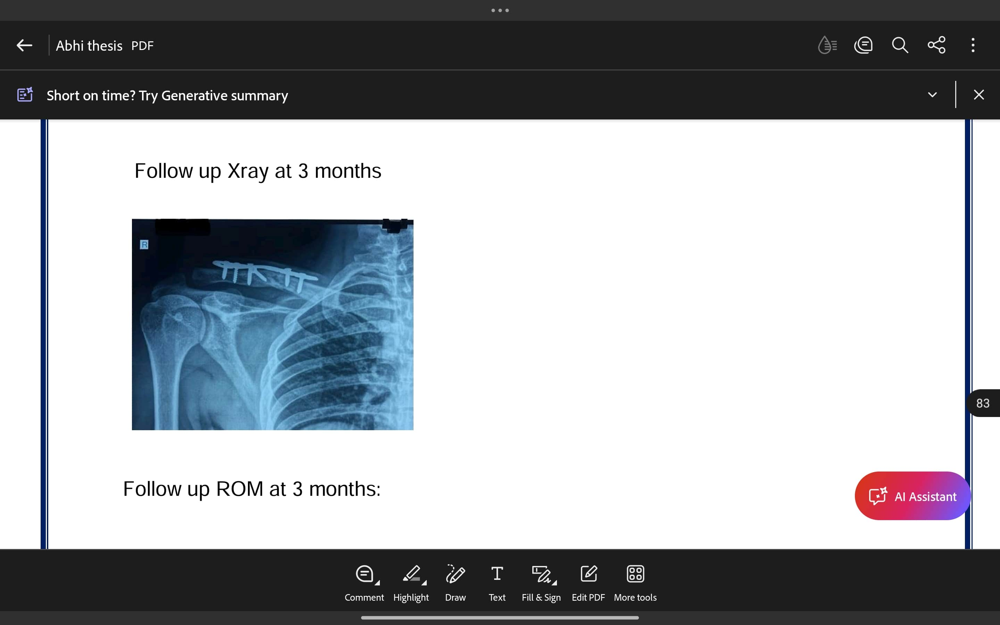 Abhi thesis PDF
Short on time? Try Generative summary
Follow up Xray at 3 months
R
83
Follow up ROM at 3 months:
AI Assistant
Comment Highlight Draw Text Fill & Sign Edit PDF More tools